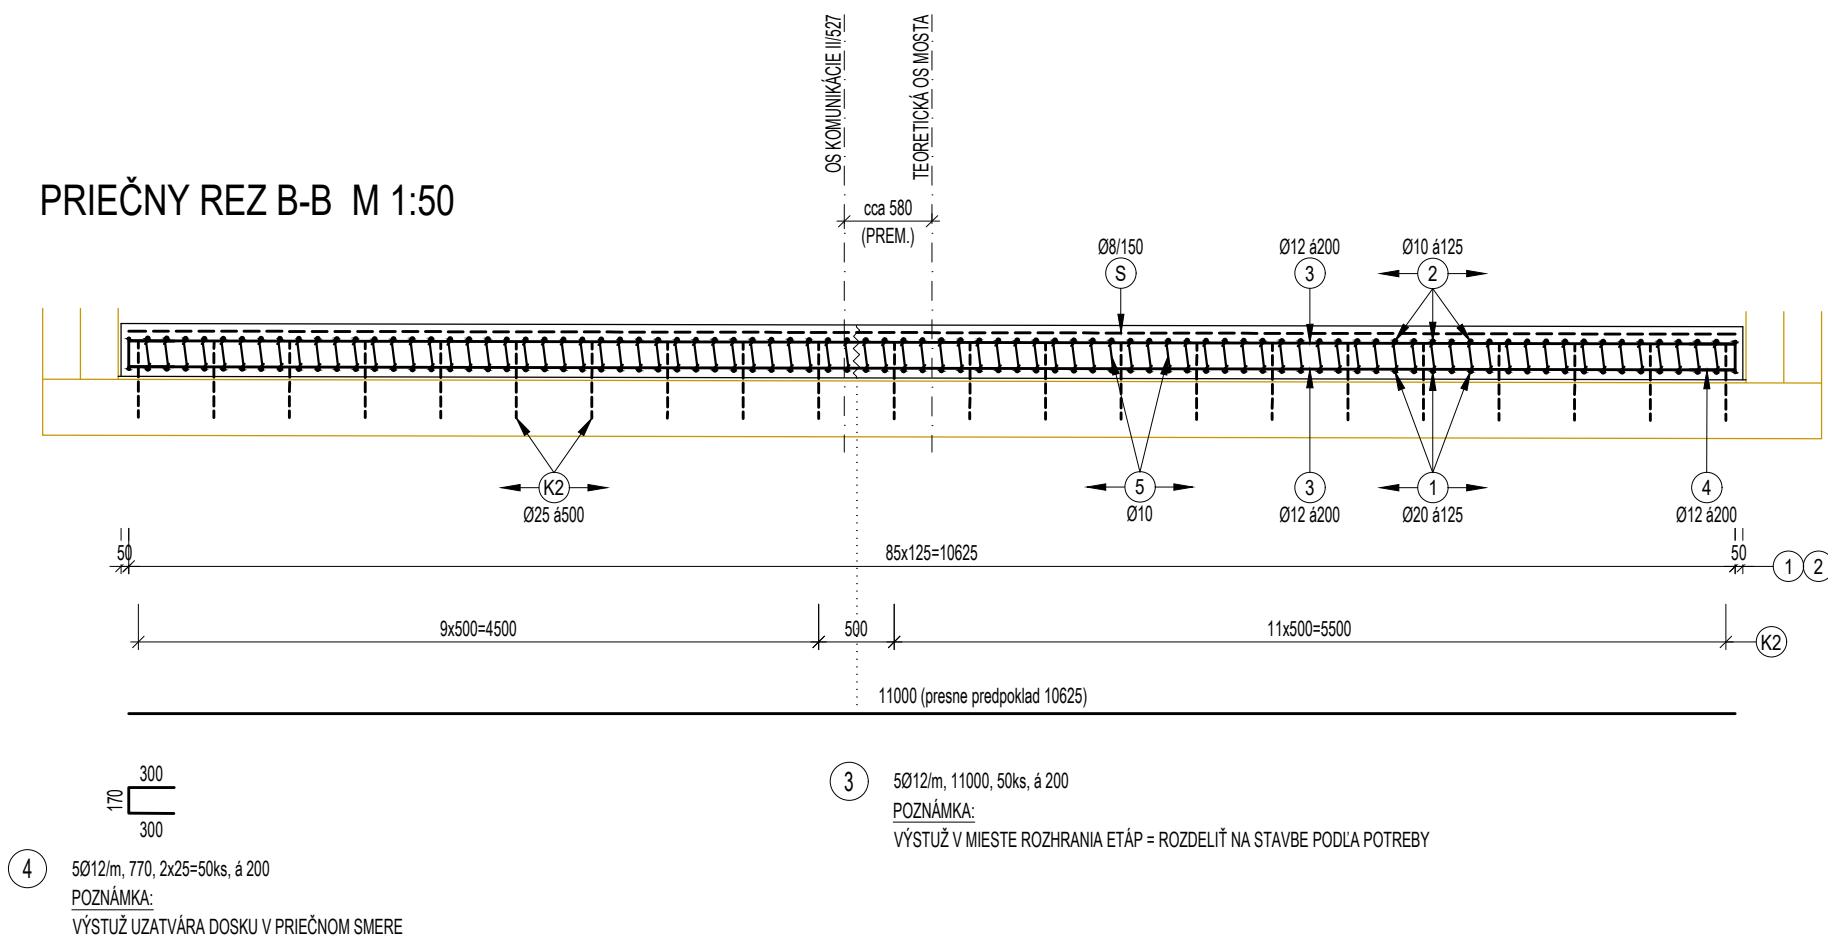 OS KOMUNIKÁCIE II/527
TEORETICKÁ OS MOSTA
PRIEČNY REZ B-B M 1:50
cca 580
(PREM.)
Ø8/150
Ø12 á200
Ø10 á125
S
3
2
K2
5
3
1
4
Ø25 á500
Ø10
Ø12 á200
Ø20 á125
Ø12 á200
50
85x125=10625
50
1
2
9x500=4500
500
11x500=5500
K2
11000 (presne predpoklad 10625)
300
170
300
3
5Ø12/m, 11000, 50ks, á 200
POZNÁMKA:
VÝSTUŽ V MIESTE ROZHRANIA ETÁP = ROZDELIŤ NA STAVBE PODĽA POTREBY
4
5Ø12/m, 770, 2x25=50ks, á 200
POZNÁMKA:
VÝSTUŽ UZATVÁRA DOSKU V PRIEČNOM SMERE